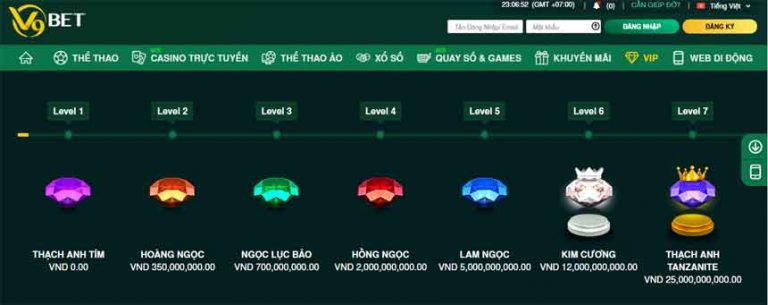 V9 BET
23:06:52 (GMT +07:00) (0) CẦN GIÚP ĐỠ? Tiếng Việt
Tên Đăng Nhập/ Email Mật khẩu ĐĂNG NHẬP ĐĂNG KÝ
THỂ THAO CASINO TRỰC TUYẾN THỂ THAO ẢO XỔ SỐ QUAY SỐ & GAMES KHUYẾN MÃI VIP WEB DI ĐỘNG
Level 1 Level 2 Level 3 Level 4 Level 5 Level 6 Level 7
THẠCH ANH TÍM HOÀNG NGỌC NGỌC LỤC BẢO HỒNG NGỌC LAM NGỌC KIM CƯƠNG THẠCH ANH
TANZANITE
VND 0.00 VND 350,000,000.00 VND 700,000,000.00 VND 2,000,000,000.00 VND 5,000,000,000.00 VND 12,000,000,000.00
VND 25,000,000,000.00